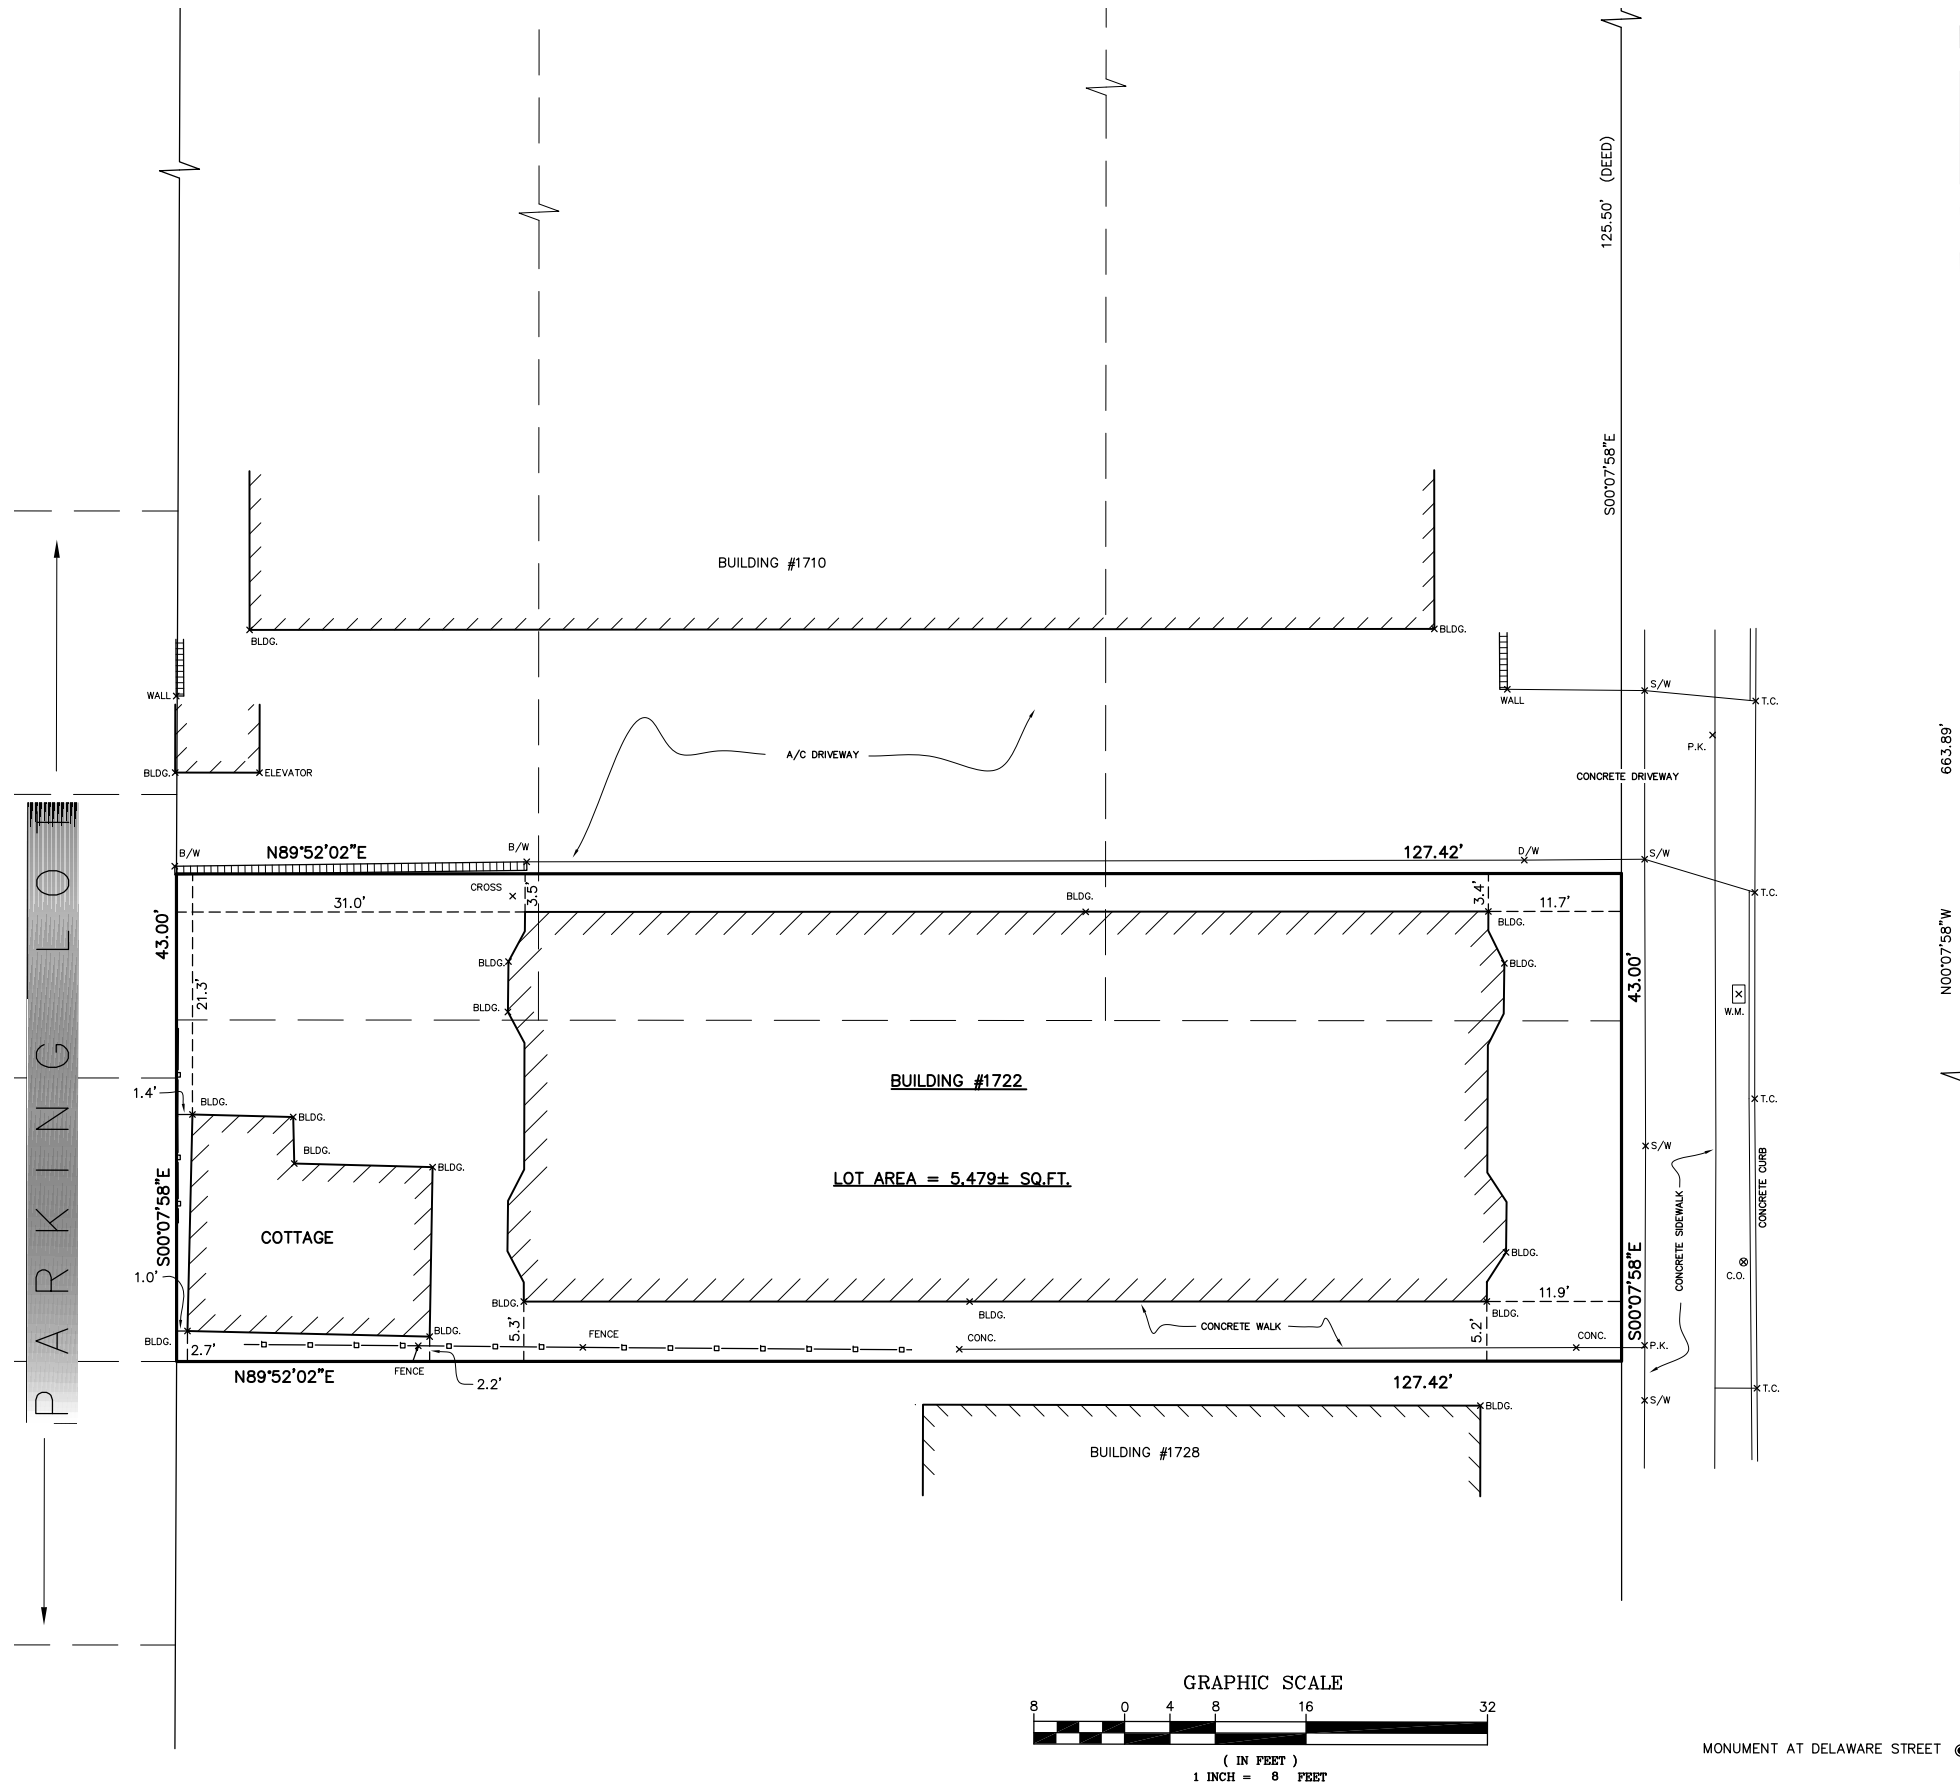 125.50' (DEED)
S00°07'58"E
BUILDING #1710
BLDG.
BLDG.
WALL
WALL
S/W
T.C.
P.K.
A/C DRIVEWAY
BLDG.
ELEVATOR
CONCRETE DRIVEWAY
663.89'
B/W
N89°52'02"E
B/W
127.42'
D/W
S/W
CROSS
3.5'
BLDG.
3.4'
T.C.
31.0'
11.7'
BLDG.
43.00'
BLDG.
BLDG.
43.00'
N00°07'58"W
21.3'
BLDG.
W.M.
PARKING LOT
1.4'
BLDG.
BLDG.
BUILDING #1722
T.C.
BLDG.
BLDG.
S/W
LOT AREA = 5,479± SQ.FT.
CONCRETE SIDEWALK
CONCRETE CURB
S00°07'58"E
COTTAGE
BLDG.
C.O.
1.0'
S00°07'58"E
11.9'
BLDG.
BLDG.
BLDG.
BLDG.
BLDG.
5.3'
FENCE
CONC.
CONCRETE WALK
5.2'
CONC.
P.K.
2.7'
FENCE
N89°52'02"E
2.2'
127.42'
T.C.
S/W
BLDG.
BUILDING #1728
GRAPHIC SCALE
8 0 4 8 16 32
( IN FEET )
1 INCH = 8 FEET
MONUMENT AT DELAWARE STREET